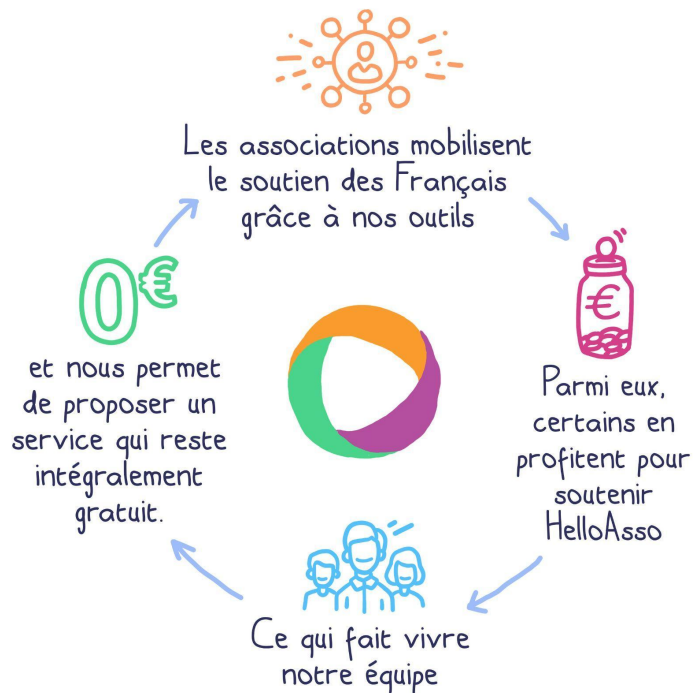 Les associations mobilisent
le soutien des Français
grâce à nos outils
€
Parmi eux,
certains en
profitent pour
soutenir
HelloAsso
Ce qui fait vivre
notre équipe
0€
et nous permet
de proposer un
service qui reste
intégralement
gratuit.